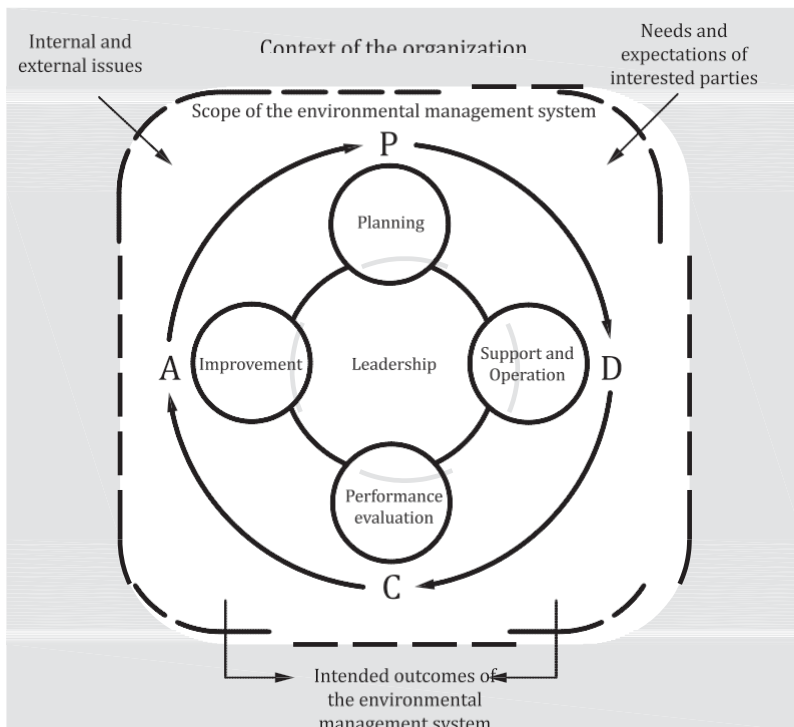 Internal and
external issues
Context of the organization
Needs and
expectations of
interested parties
Scope of the environmental management system
P
Planning
A
Improvement
Leadership
Support and
Operation
D
Performance
evaluation
C
Intended outcomes of
the environmental
management system